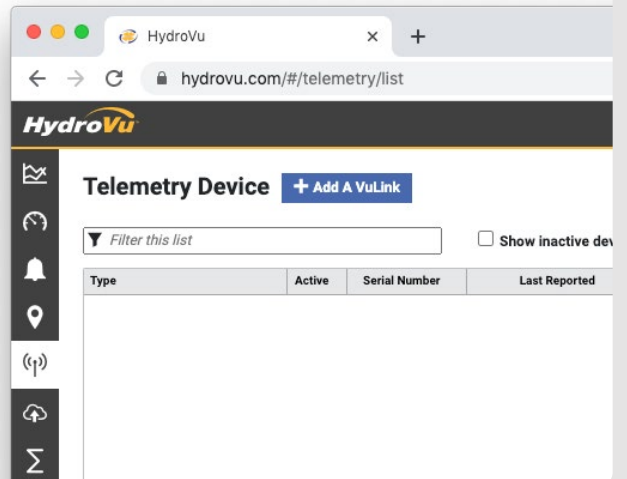 HydroVu
hydrovu.com/#/telemetry/list
HydroVu
Telemetry Device + Add A VuLink
Filter this list Show inactive dev
Type Active Serial Number Last Reported